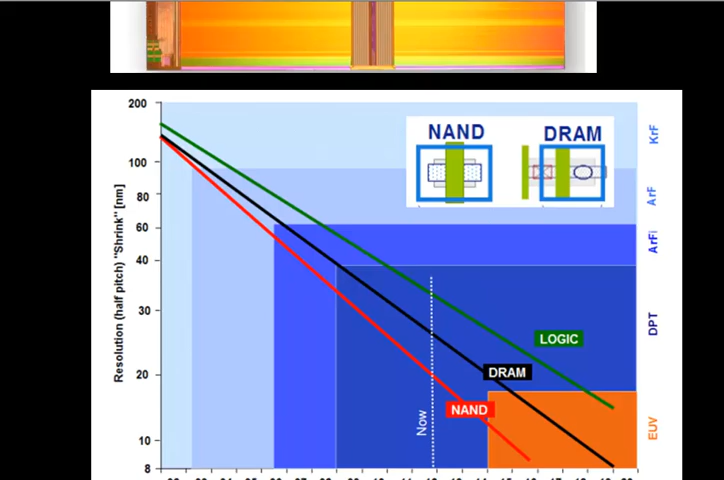 200
100
80
60
40
30
20
10
8
Resolution (half pitch) "Shrink" [nm]
NAND
DRAM
KrF
ArF
ArFi
DPT
EUV
LOGIC
DRAM
NAND
Now